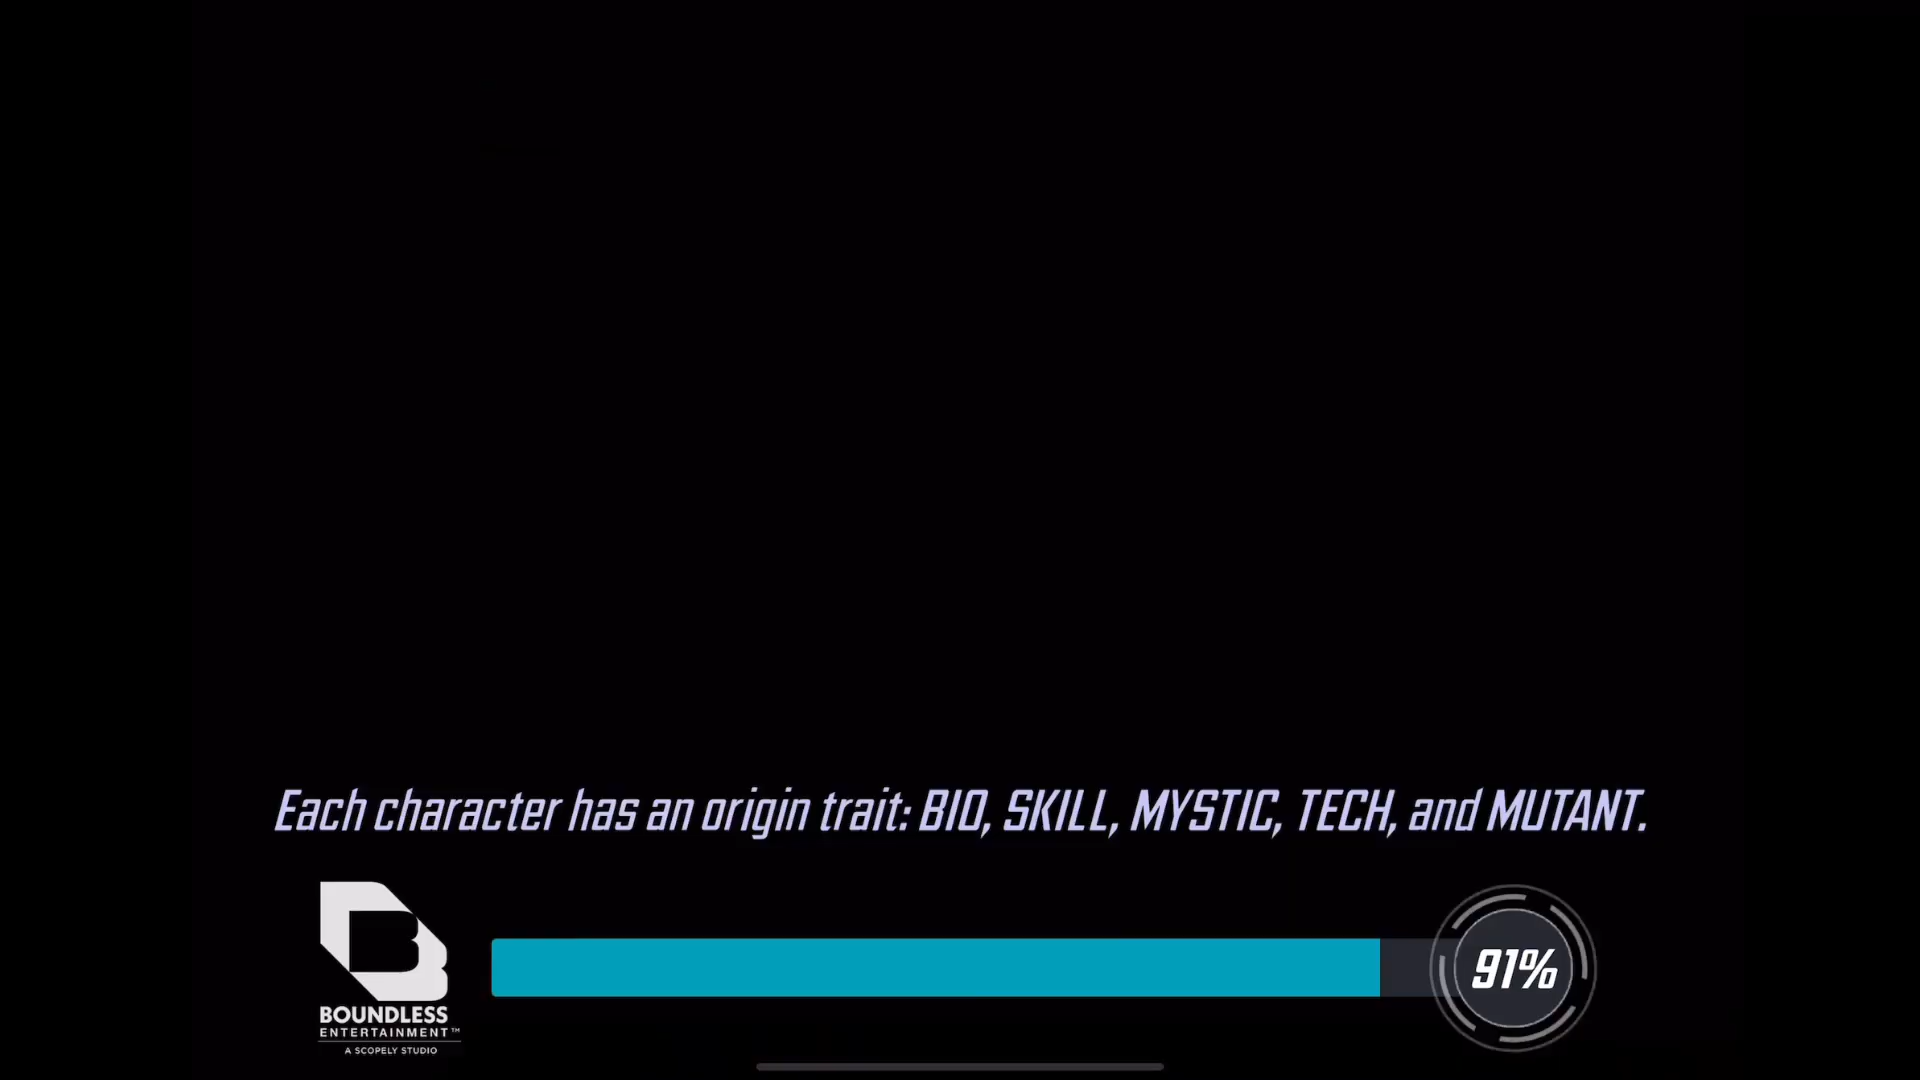 Each character has an origin trait: BIO, SKILL, MYSTIC, TECH, and MUTANT.
91%
BOUNDLESS
ENTERTAINMENT™
A SCOPELY STUDIO